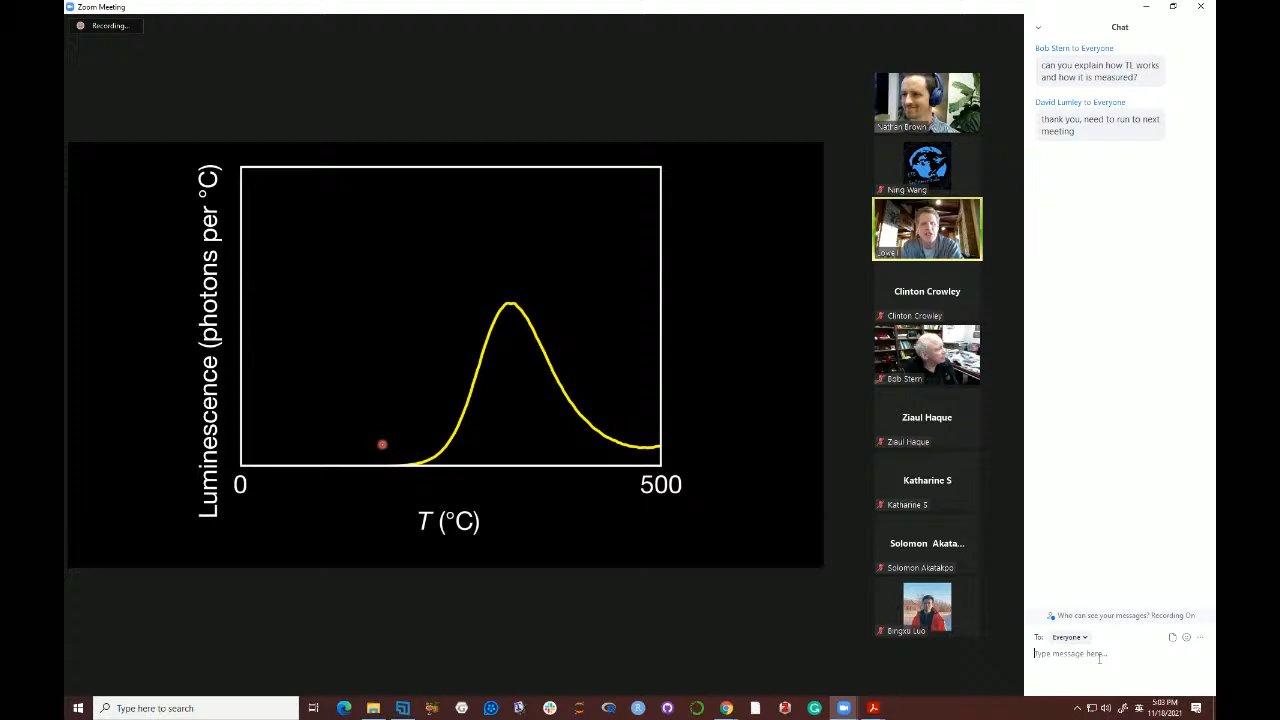 Zoom Meeting
Recording...
Luminescence (photons per °C)
0
500
T (°C)
Nathan Brown
Ning Wang
Lowell
Clinton Crowley
Clinton Crowley
Bob Stern
Ziaul Haque
Ziaul Haque
Katharine S
Katharine S
Solomon Akata...
Solomon Akatakpo
Bingxu Luo
Chat
Bob Stern to Everyone
can you explain how TL works
and how it is measured?
David Lumley to Everyone
thank you, need to run to next
meeting
Who can see your messages? Recording On
To: Everyone
Type message here...
Type here to search
5:03 PM
11/18/2021